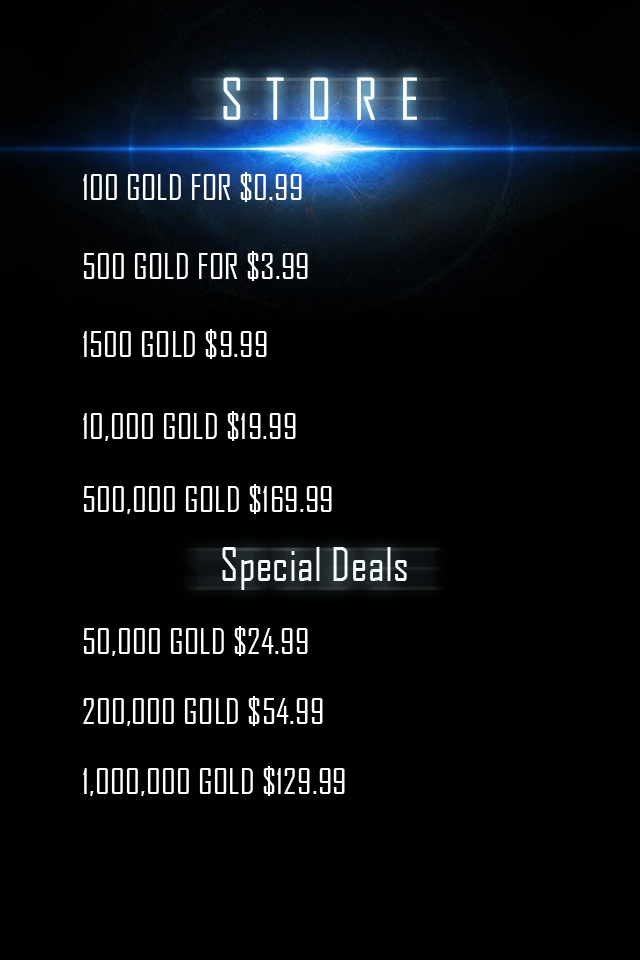 STORE
100 GOLD FOR $0.99
500 GOLD FOR $3.99
1500 GOLD $9.99
10,000 GOLD $19.99
500,000 GOLD $169.99
Special Deals
50,000 GOLD $24.99
200,000 GOLD $54.99
1,000,000 GOLD $129.99